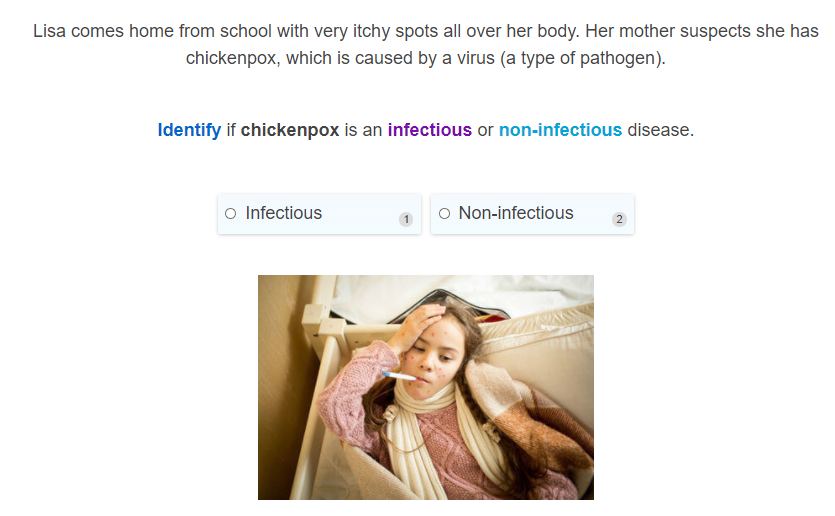 Lisa comes home from school with very itchy spots all over her body. Her mother suspects she has
chickenpox, which is caused by a virus (a type of pathogen).
Identify if chickenpox is an infectious or non-infectious disease.
Infectious 1
Non-infectious 2